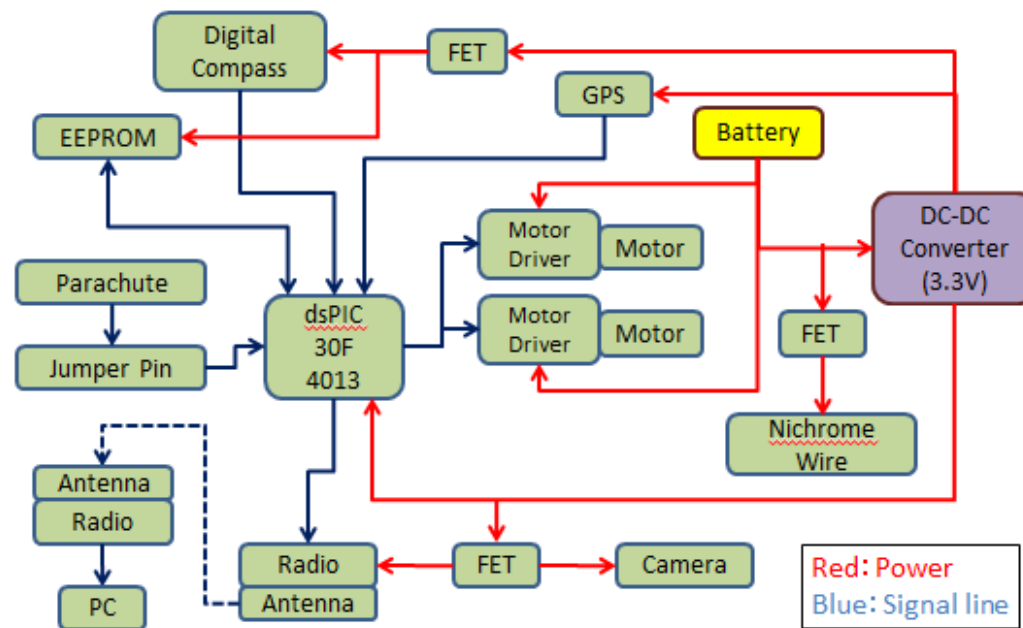 Digital
Compass
FET
GPS
EEPROM
Battery
DC-DC
Converter
(3.3V)
Motor
Driver
Motor
Parachute
dsPIC
30F
4013
Motor
Driver
Motor
FET
Jumper Pin
Nichrome
Wire
Antenna
Radio
PC
Radio
Antenna
FET
Camera
Red: Power
Blue: Signal line